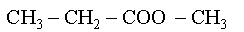 CH₃ – CH₂ – COO – CH₃